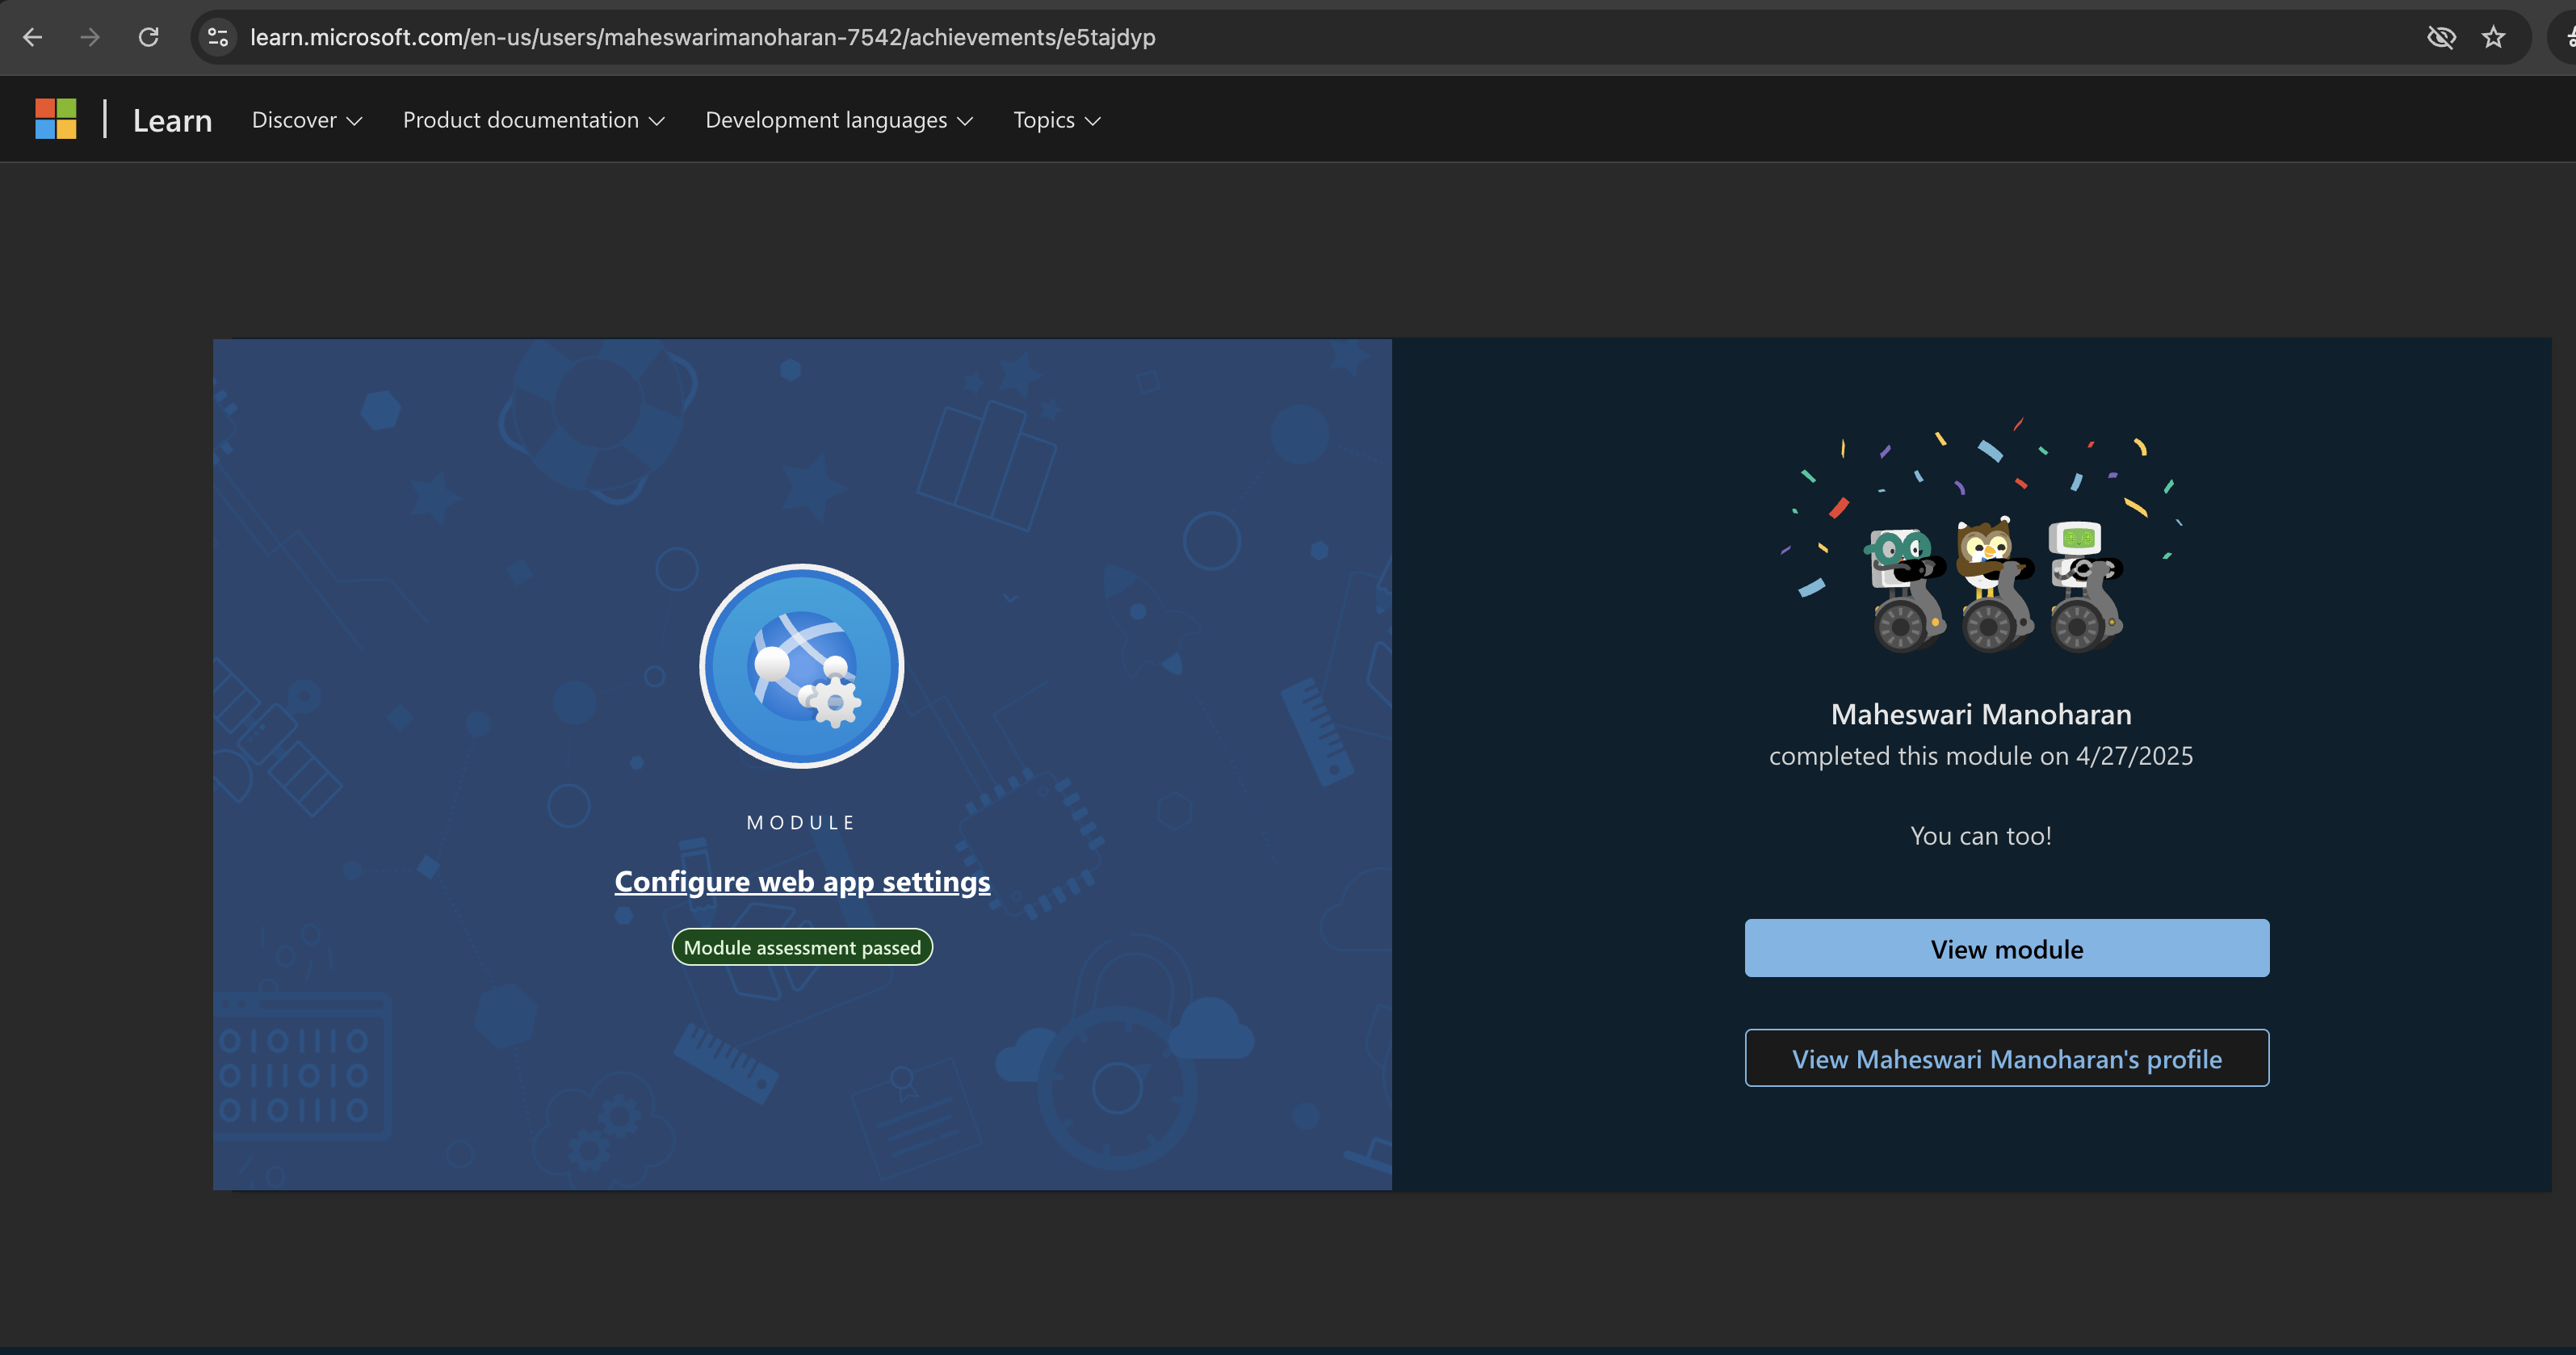 learn.microsoft.com/en-us/users/maheswarimanoharan-7542/achievements/e5tajdyp
Learn
Discover
Product documentation
Development languages
Topics
MODULE
Configure web app settings
Module assessment passed
Maheswari Manoharan
completed this module on 4/27/2025
You can too!
View module
View Maheswari Manoharan's profile